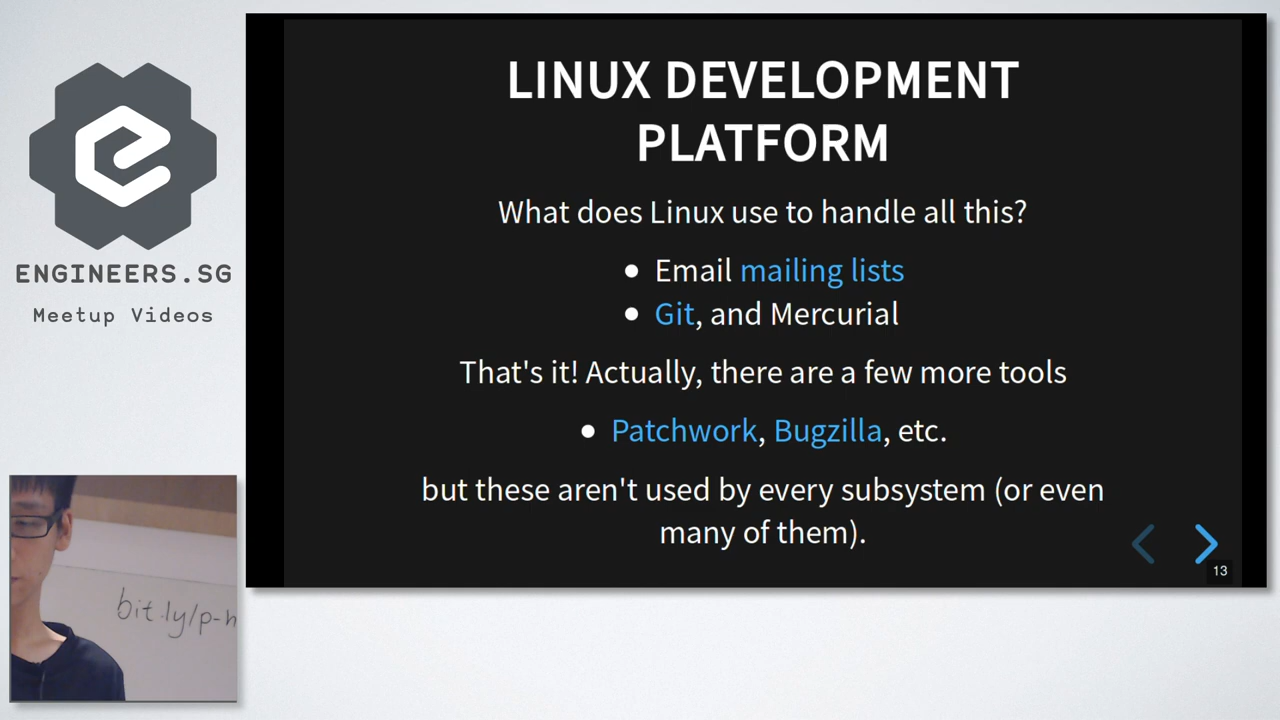 ENGINEERS.SG
Meetup Videos
LINUX DEVELOPMENT
PLATFORM
What does Linux use to handle all this?
Email mailing lists
Git, and Mercurial
That's it! Actually, there are a few more tools
Patchwork, Bugzilla, etc.
but these aren't used by every subsystem (or even
many of them).
13
bit.ly/p-h